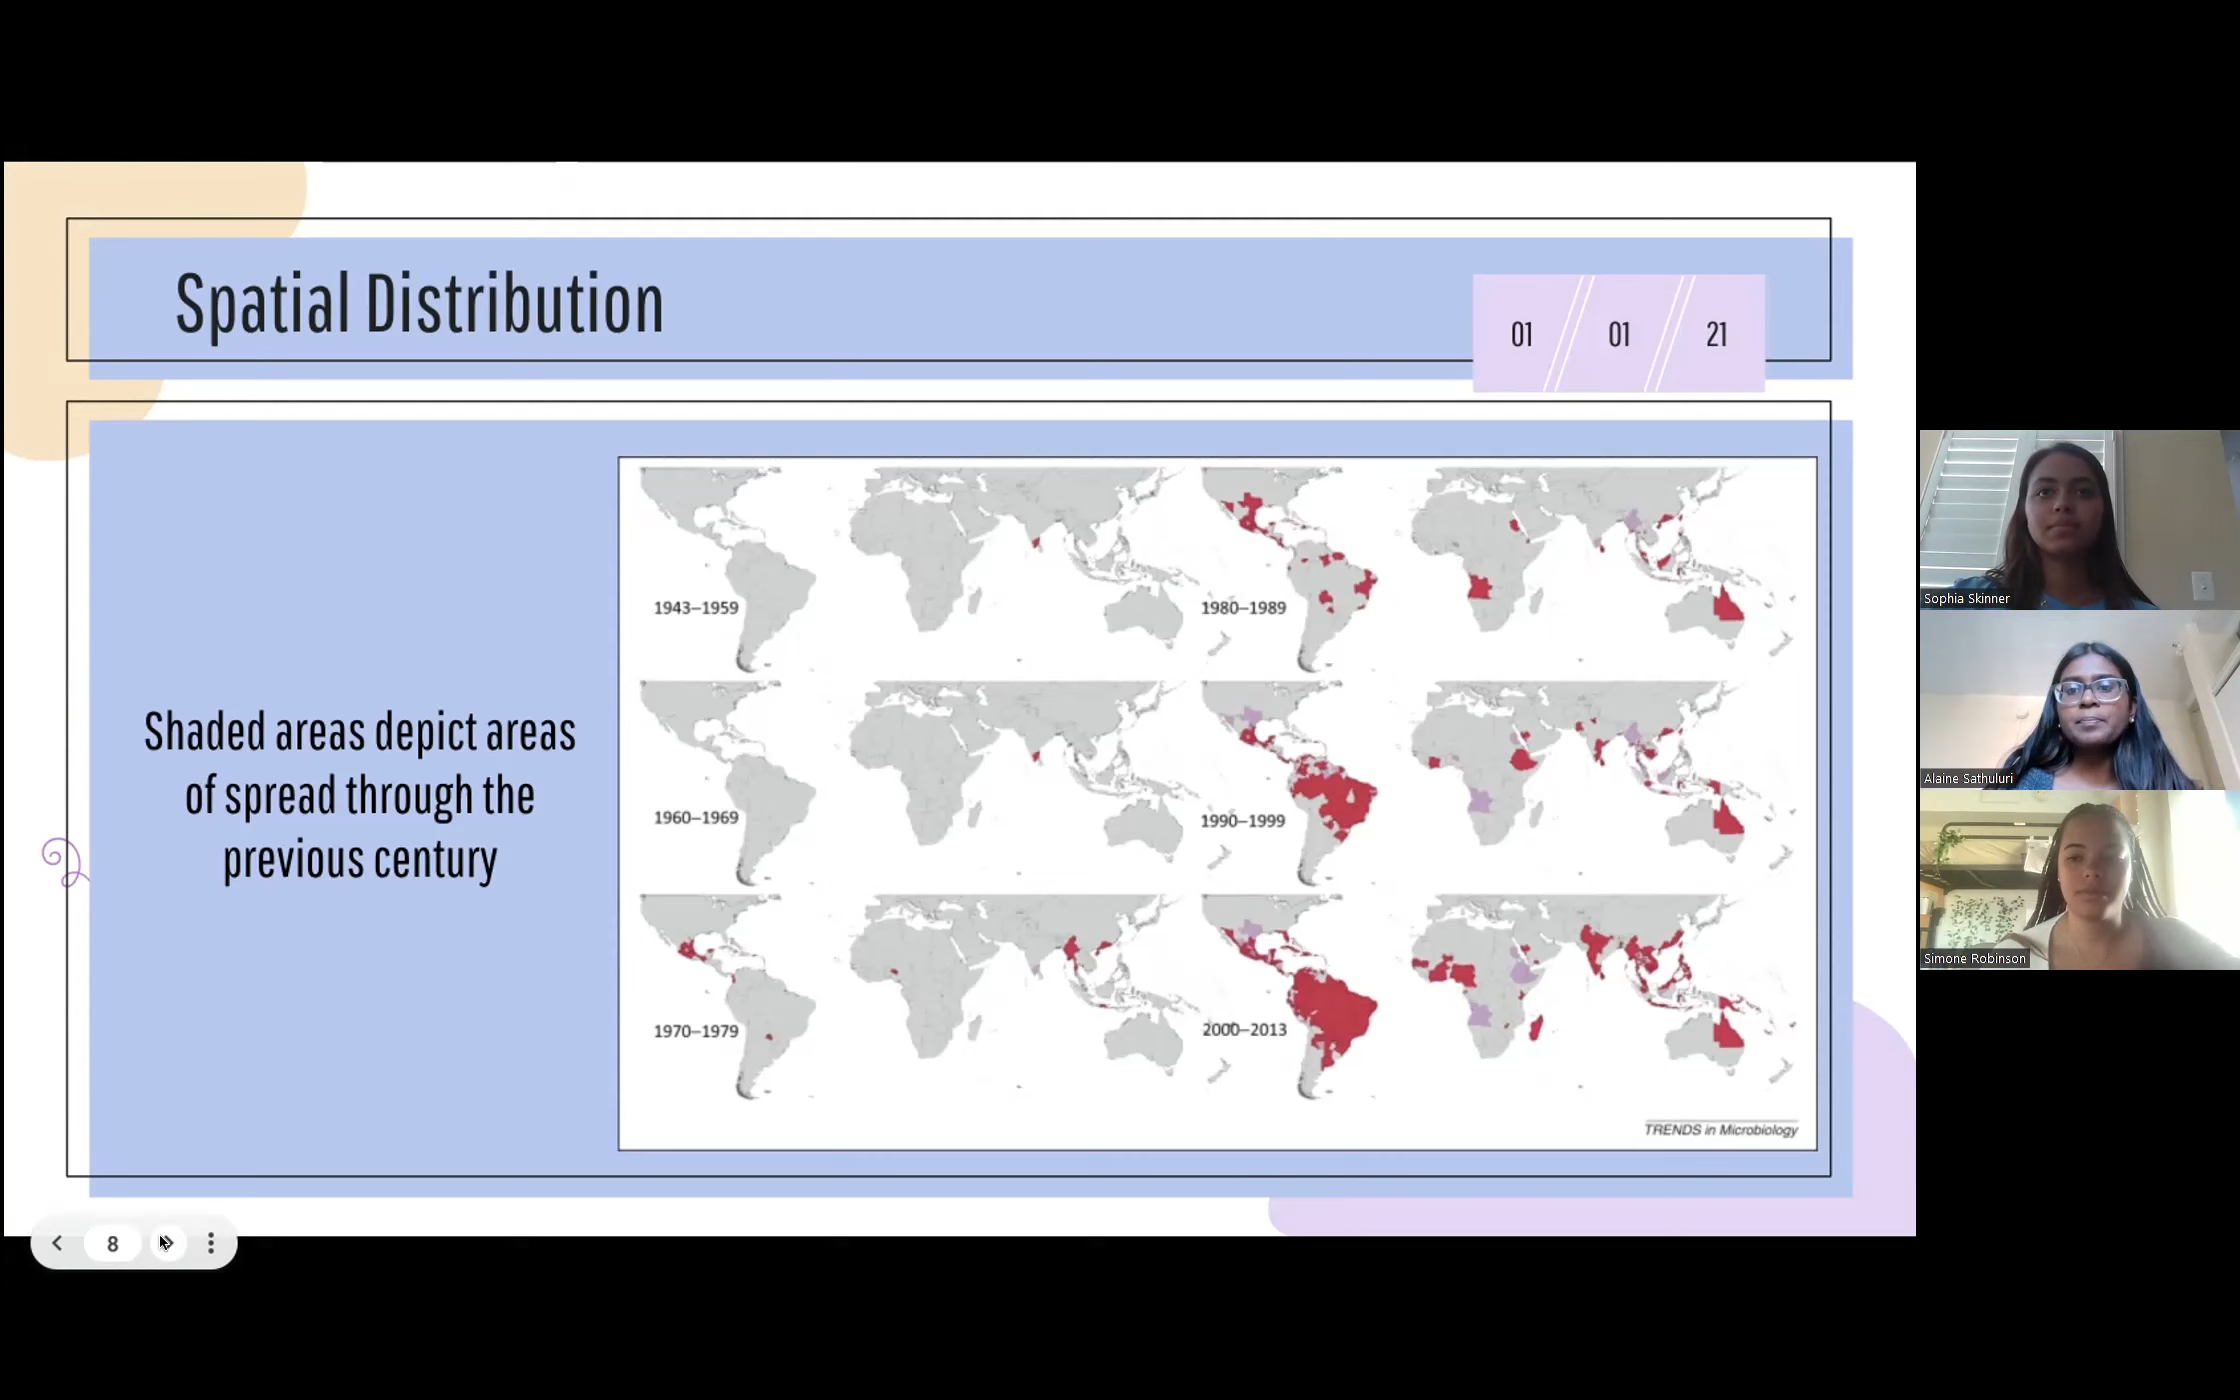 Spatial Distribution
01 01 21
Shaded areas depict areas
of spread through the
previous century
1943–1959
1980–1989
1960–1969
1990–1999
1970–1979
2000–2013
TRENDS in Microbiology
8
Sophia Skinner
Alaine Sathuluri
Simone Robinson